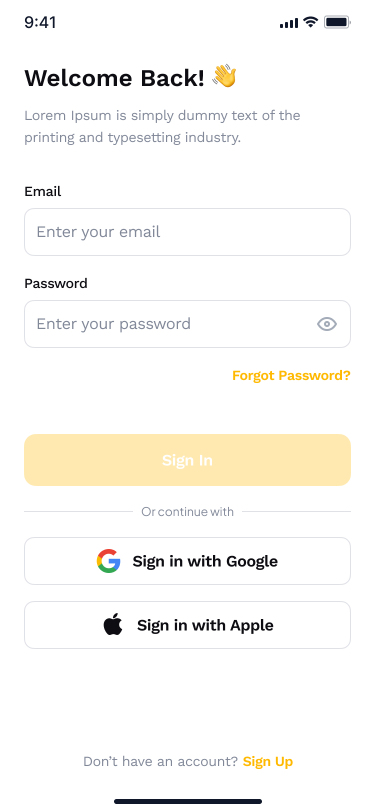 9:41
Welcome Back! 👋
Lorem Ipsum is simply dummy text of the
printing and typesetting industry.
Email
Enter your email
Password
Enter your password
Forgot Password?
Sign In
Or continue with
Sign in with Google
Sign in with Apple
Don’t have an account? Sign Up